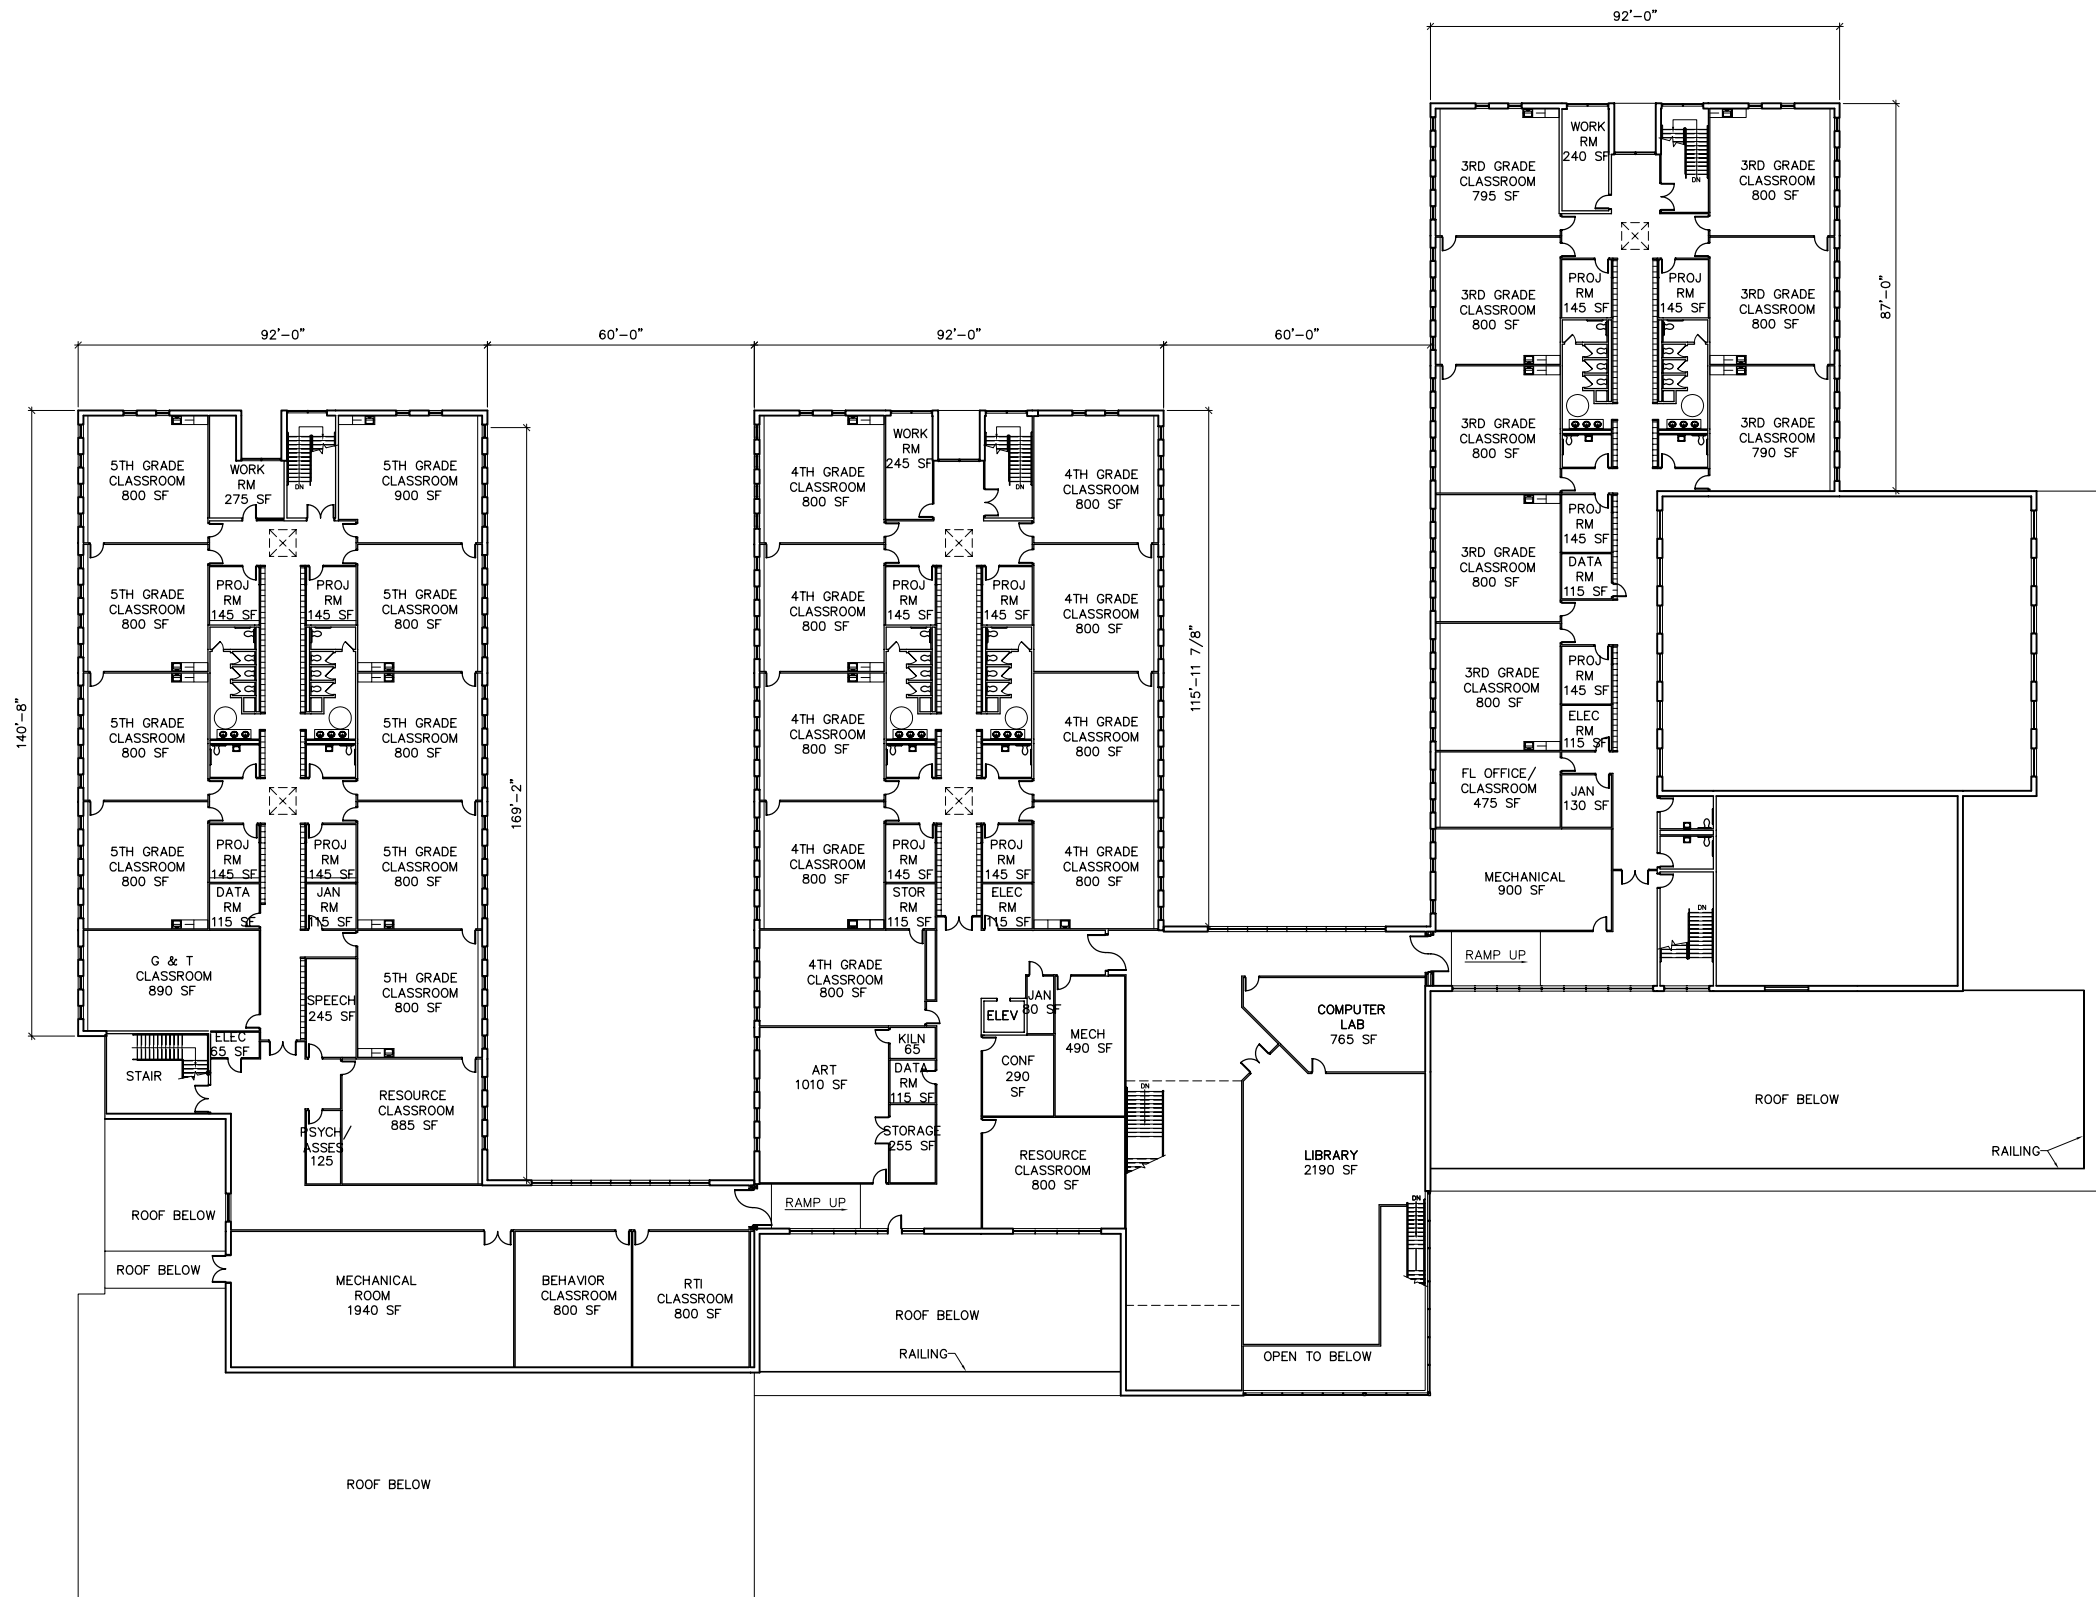 92'-0"
WORK
RM
240 SF
DN
3RD GRADE
CLASSROOM
795 SF
3RD GRADE
CLASSROOM
800 SF
3RD GRADE
CLASSROOM
800 SF
PROJ
RM
145 SF
PROJ
RM
145 SF
3RD GRADE
CLASSROOM
800 SF
87'-0"
3RD GRADE
CLASSROOM
800 SF
3RD GRADE
CLASSROOM
790 SF
3RD GRADE
CLASSROOM
800 SF
PROJ
RM
145 SF
DATA
RM
115 SF
3RD GRADE
CLASSROOM
800 SF
PROJ
RM
145 SF
ELEC
RM
115 SF
FL OFFICE/
CLASSROOM
475 SF
JAN
130 SF
MECHANICAL
900 SF
DN
RAMP UP
92'-0"
60'-0"
92'-0"
60'-0"
140'-8"
169'-2"
115'-11 7/8"
5TH GRADE
CLASSROOM
800 SF
WORK
RM
275 SF
DN
5TH GRADE
CLASSROOM
900 SF
5TH GRADE
CLASSROOM
800 SF
PROJ
RM
145 SF
PROJ
RM
145 SF
5TH GRADE
CLASSROOM
800 SF
5TH GRADE
CLASSROOM
800 SF
5TH GRADE
CLASSROOM
800 SF
5TH GRADE
CLASSROOM
800 SF
PROJ
RM
145 SF
PROJ
RM
145 SF
5TH GRADE
CLASSROOM
800 SF
DATA
RM
115 SF
JAN
RM
115 SF
G & T
CLASSROOM
890 SF
SPEECH
245 SF
5TH GRADE
CLASSROOM
800 SF
ELEC
65 SF
STAIR
RESOURCE
CLASSROOM
885 SF
PSYCH/
ASSES
125
ROOF BELOW
ROOF BELOW
MECHANICAL
ROOM
1940 SF
BEHAVIOR
CLASSROOM
800 SF
RTI
CLASSROOM
800 SF
ROOF BELOW
4TH GRADE
CLASSROOM
800 SF
WORK
RM
245 SF
DN
4TH GRADE
CLASSROOM
800 SF
4TH GRADE
CLASSROOM
800 SF
PROJ
RM
145 SF
PROJ
RM
145 SF
4TH GRADE
CLASSROOM
800 SF
4TH GRADE
CLASSROOM
800 SF
4TH GRADE
CLASSROOM
800 SF
4TH GRADE
CLASSROOM
800 SF
PROJ
RM
145 SF
PROJ
RM
145 SF
4TH GRADE
CLASSROOM
800 SF
STOR
RM
115 SF
ELEC
RM
115 SF
4TH GRADE
CLASSROOM
800 SF
ELEV
JAN
80 SF
MECH
490 SF
CONF
290
SF
ART
1010 SF
KILN
65
DATA
RM
115 SF
STORAGE
255 SF
RESOURCE
CLASSROOM
800 SF
DN
RAMP UP
COMPUTER
LAB
765 SF
LIBRARY
2190 SF
DN
OPEN TO BELOW
ROOF BELOW
RAILING
ROOF BELOW
RAILING